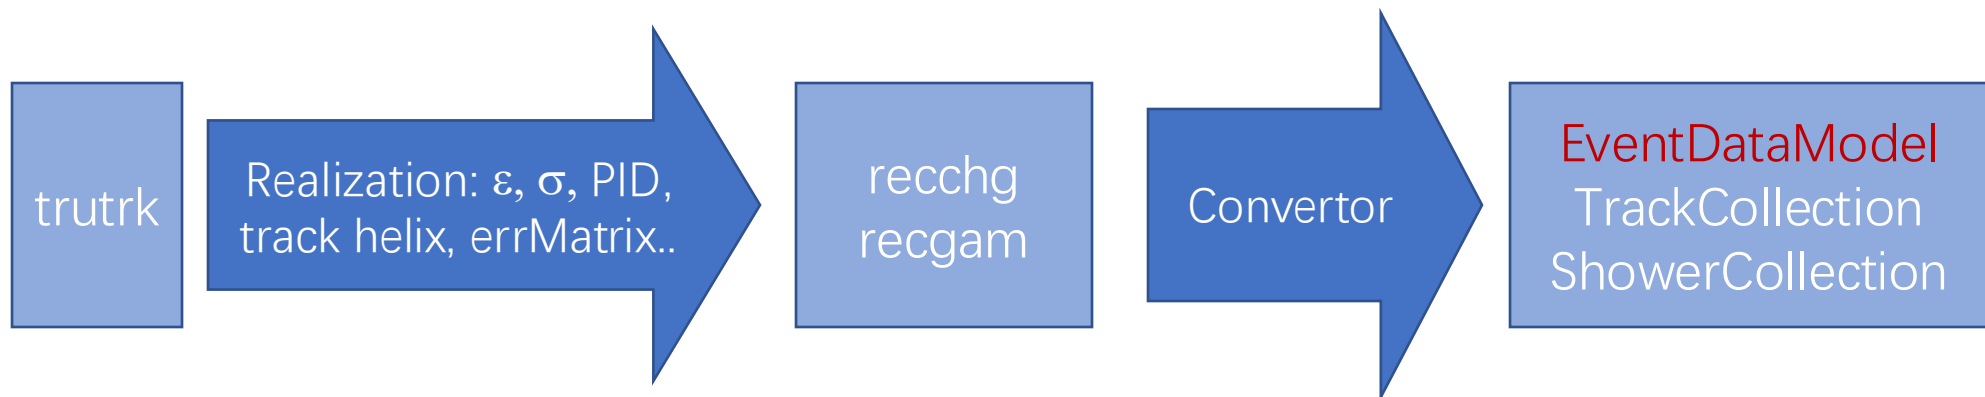 trutrk
Realization: ε, σ, PID,
track helix, errMatrix..
recchg
recgam
Convertor
EventDataModel
TrackCollection
ShowerCollection